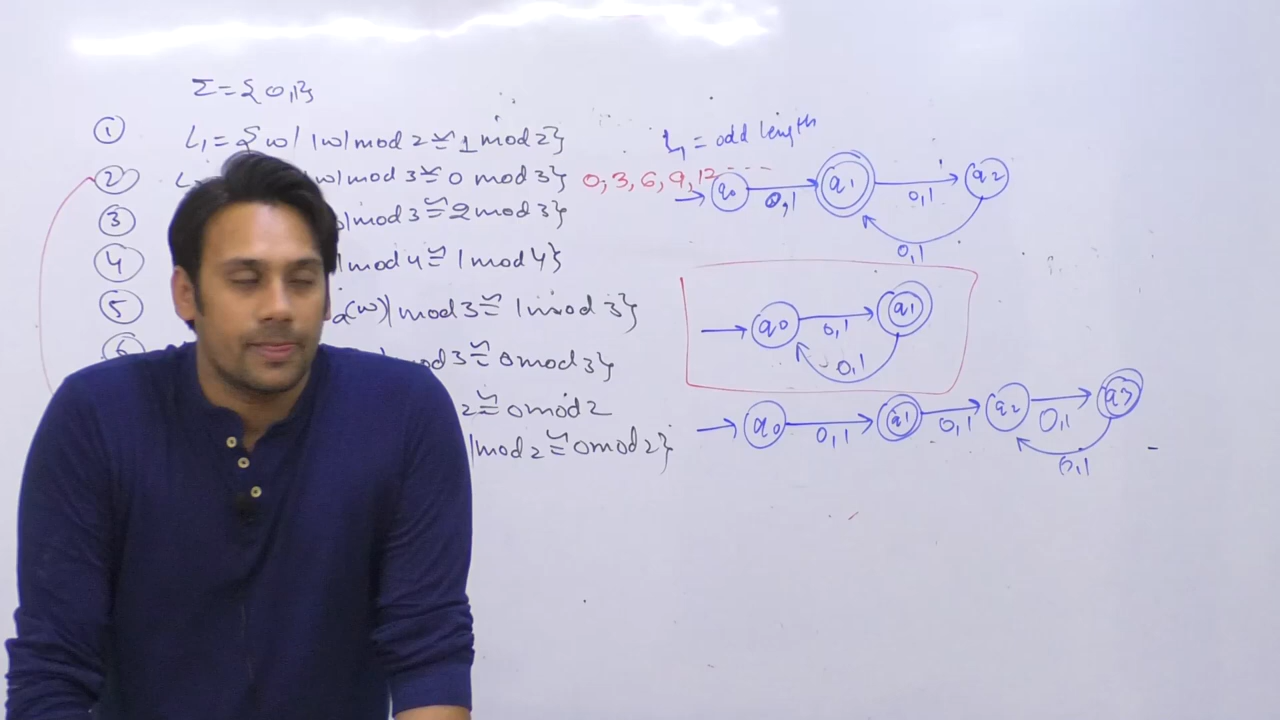 Σ = {0,1}
① L₁ = {w| |w| mod 2 ≅ 1 mod 2}
L₁ = odd length
② w| mod 3 ≅ 0 mod 3} 0, 3, 6, 9, 12 ----
→ q0 0,1 q1 0,1 q2
0,1
③ |mod 3 ≅ 2 mod 3}
④ |mod 4 ≅ 1 mod 4}
⑤ a(w)| mod 3 ≅ 1 mod 3}
q0 0,1 q1
0,1
⑥ mod 3 ≅ 0 mod 3}
2 ≅ 0 mod 2
|mod 2 ≅ 0 mod 2}
q0 0,1 q1 0,1 q2 0,1 q3
0,1